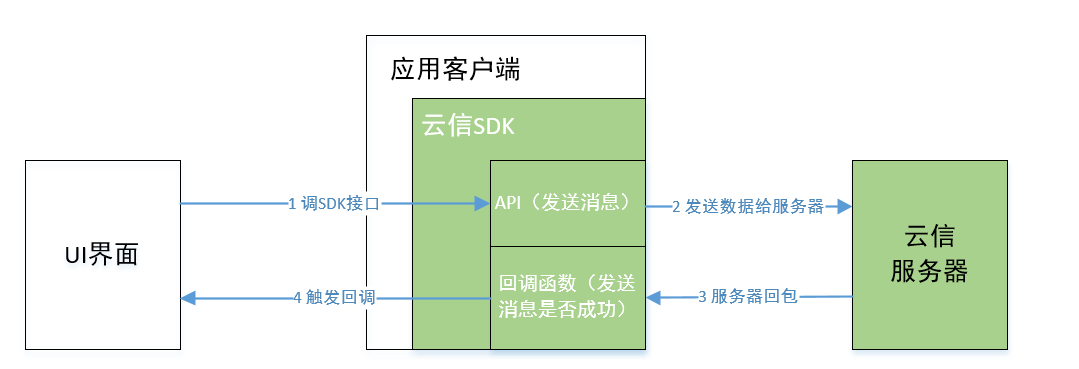 应用客户端
云信SDK
UI界面
1 调SDK接口
API（发送消息）
2 发送数据给服务器
云信
服务器
4 触发回调
回调函数（发送
消息是否成功）
3 服务器回包